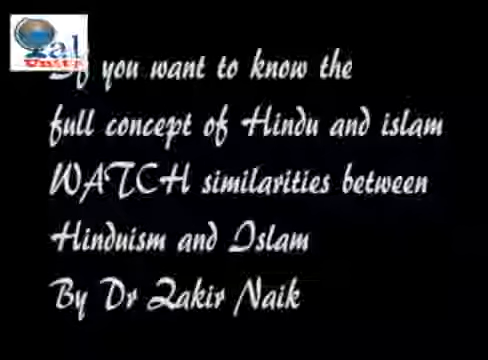 If you want to know the
full concept of Hindu and islam
WATCH similarities between
Hinduism and Islam
By Dr Zakir Naik